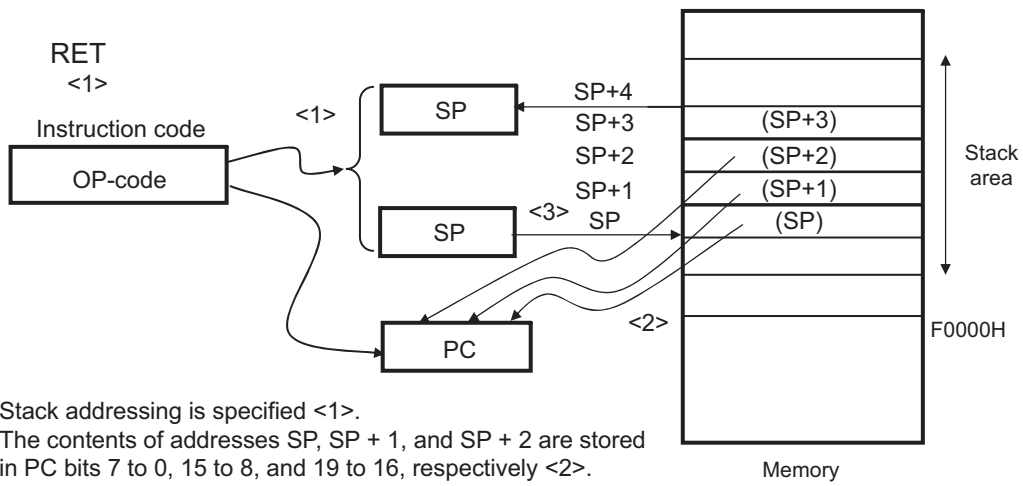 RET
<1>
Instruction code
OP-code
<1>
SP
SP+4
SP+3
SP+2
SP+1
<3>
SP
SP
(SP+3)
(SP+2)
(SP+1)
(SP)
Stack
area
PC
<2>
F0000H
Memory
Stack addressing is specified <1>.
The contents of addresses SP, SP + 1, and SP + 2 are stored
in PC bits 7 to 0, 15 to 8, and 19 to 16, respectively <2>.